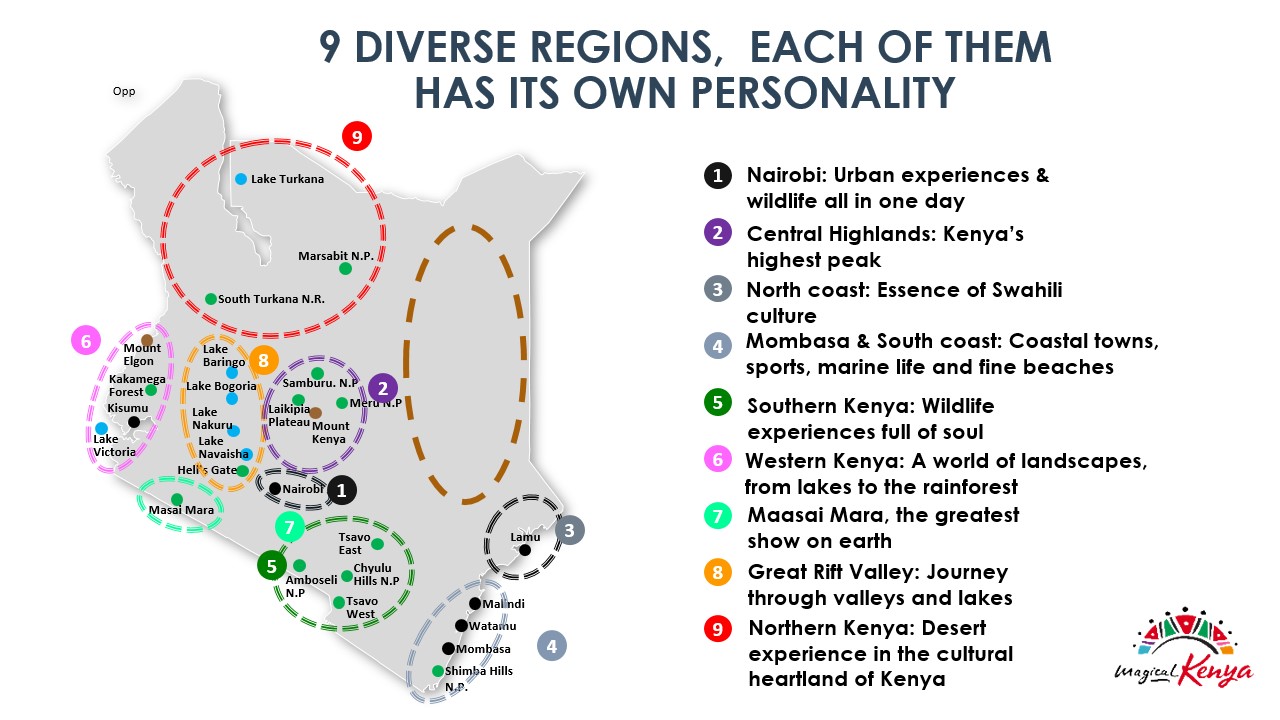 9 DIVERSE REGIONS, EACH OF THEM
HAS ITS OWN PERSONALITY
Opp
9
Lake Turkana
Marsabit N.P.
South Turkana N.R.
6
Mount
Elgon
Kakamega
Forest
Kisumu
Lake
Victoria
8
Lake
Baringo
Lake Bogoria
Lake
Nakuru
Lake
Navaisha
Hell's Gate
2
Samburu. N.P
Laikipia
Plateau
Meru N.P
Mount
Kenya
Nairobi
1
Masai Mara
7
5
Tsavo
East
Amboseli
N.P
Chyulu
Hills N.P
Tsavo
West
3
Lamu
4
Malindi
Watamu
Mombasa
Shimba Hills
N.P.
1 Nairobi: Urban experiences &
wildlife all in one day
2 Central Highlands: Kenya’s
highest peak
3 North coast: Essence of Swahili
culture
4 Mombasa & South coast: Coastal towns,
sports, marine life and fine beaches
5 Southern Kenya: Wildlife
experiences full of soul
6 Western Kenya: A world of landscapes,
from lakes to the rainforest
7 Maasai Mara, the greatest
show on earth
8 Great Rift Valley: Journey
through valleys and lakes
9 Northern Kenya: Desert
experience in the cultural
heartland of Kenya
magical Kenya